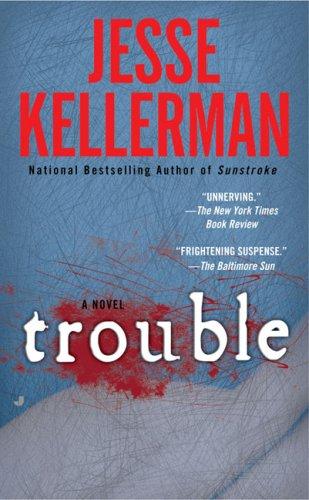 JESSE
KELLERMAN
National Bestselling Author of Sunstroke
“UNNERVING.”
—The New York Times
Book Review
“FRIGHTENING SUSPENSE.”
—The Baltimore Sun
A NOVEL
trouble
J